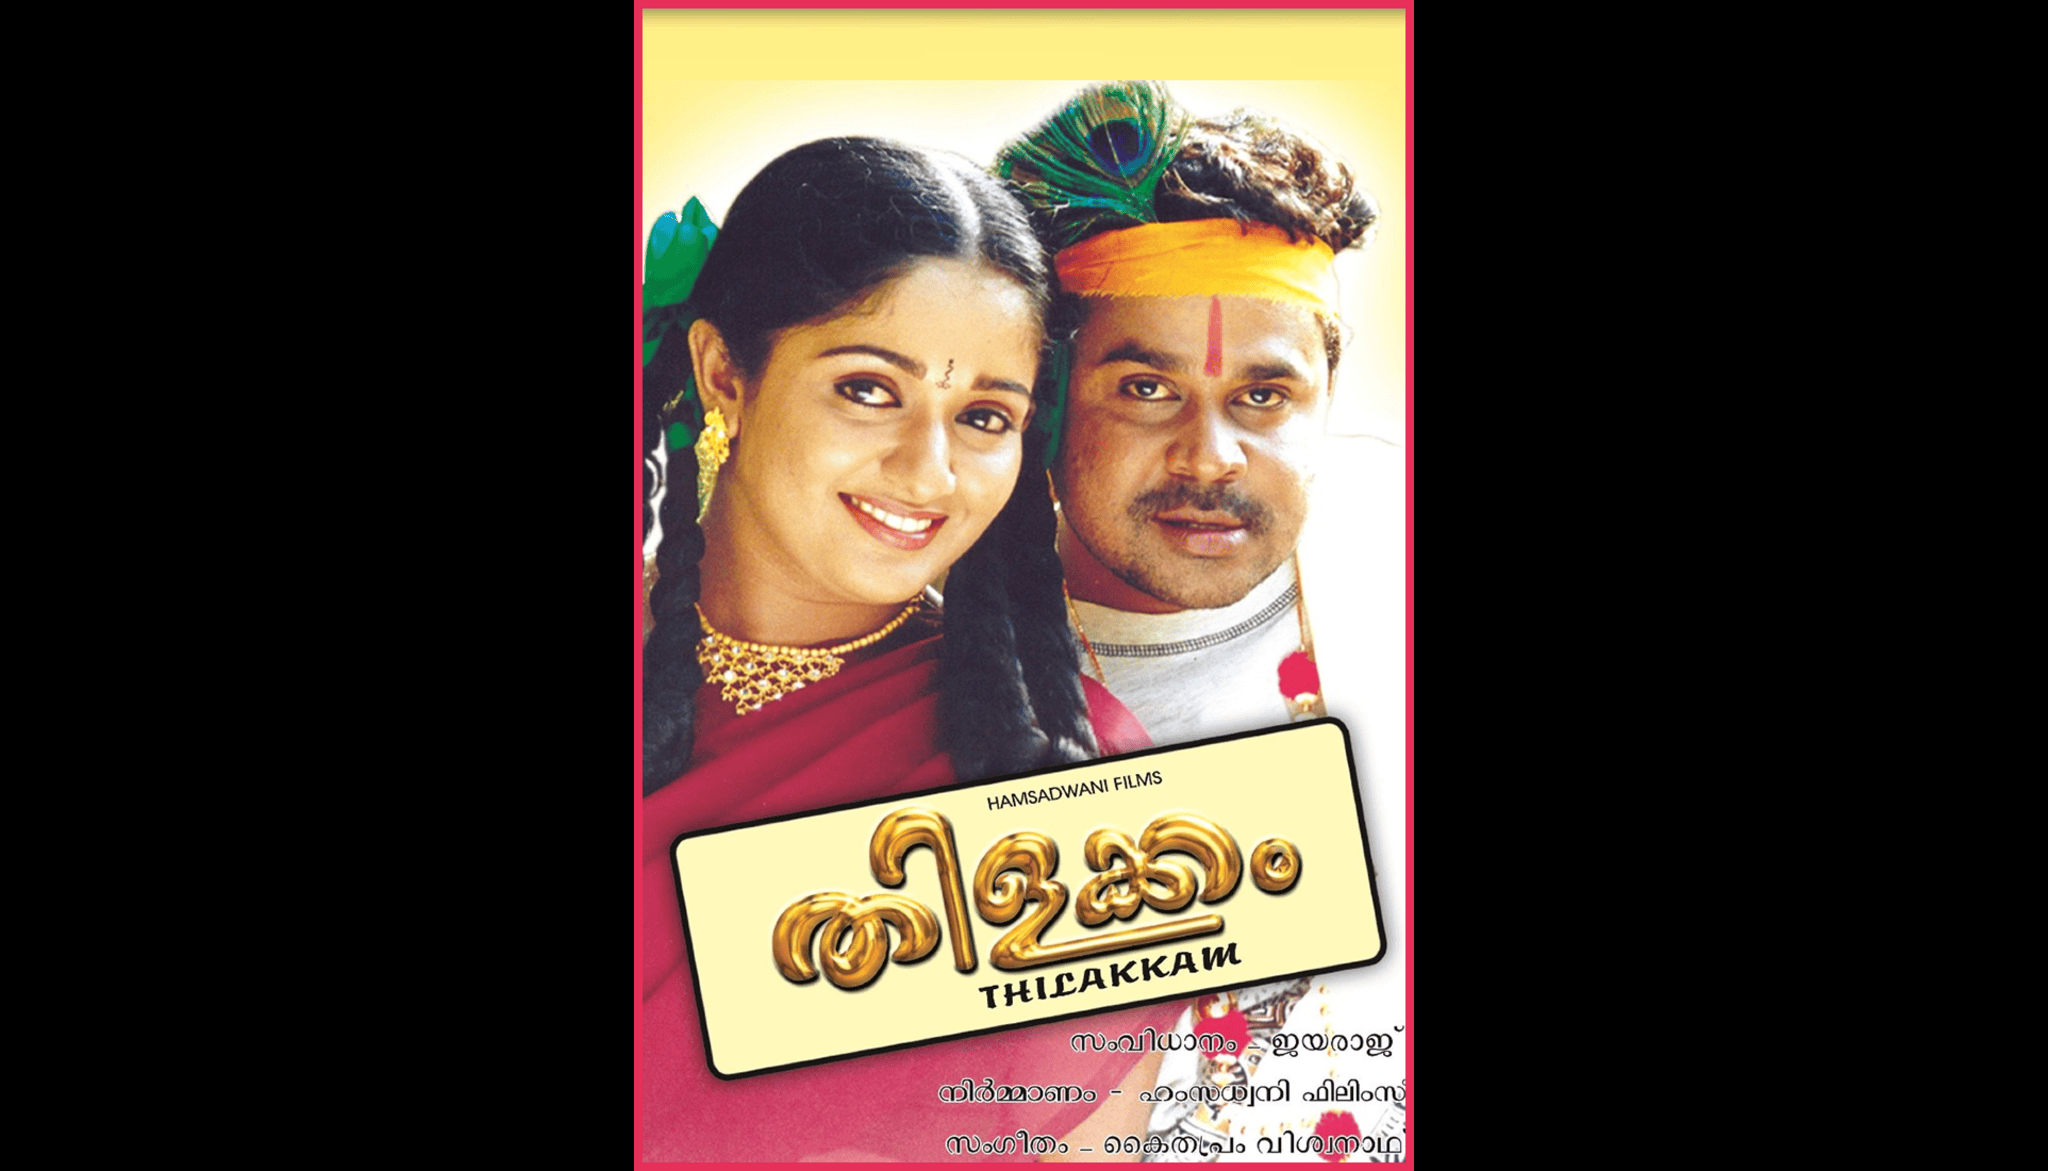 HAMSADWANI FILMS
തിളക്കം
THILAKKAM
സംവിധാനം - ജയരാജ്
നിർമ്മാണം - ഹംസധ്വനി ഫിലിംസ്
സംഗീതം - കൈതപ്രം വിശ്വനാഥ്